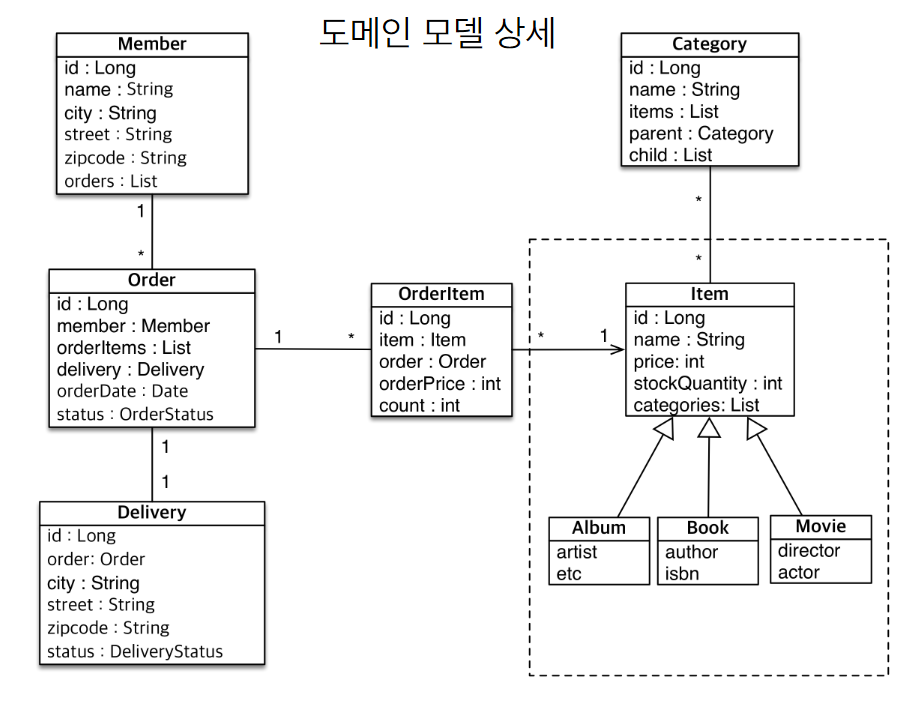 도메인 모델 상세
Member
id : Long
name : String
city : String
street : String
zipcode : String
orders : List
Category
id : Long
name : String
items : List
parent : Category
child : List
1
*
*
*
Order
id : Long
member : Member
orderItems : List
delivery : Delivery
orderDate : Date
status : OrderStatus
1
*
OrderItem
id : Long
item : Item
order : Order
orderPrice : int
count : int
*
1
Item
id : Long
name : String
price: int
stockQuantity : int
categories: List
1
1
Delivery
id : Long
order: Order
city : String
street : String
zipcode : String
status : DeliveryStatus
Album
artist
etc
Book
author
isbn
Movie
director
actor